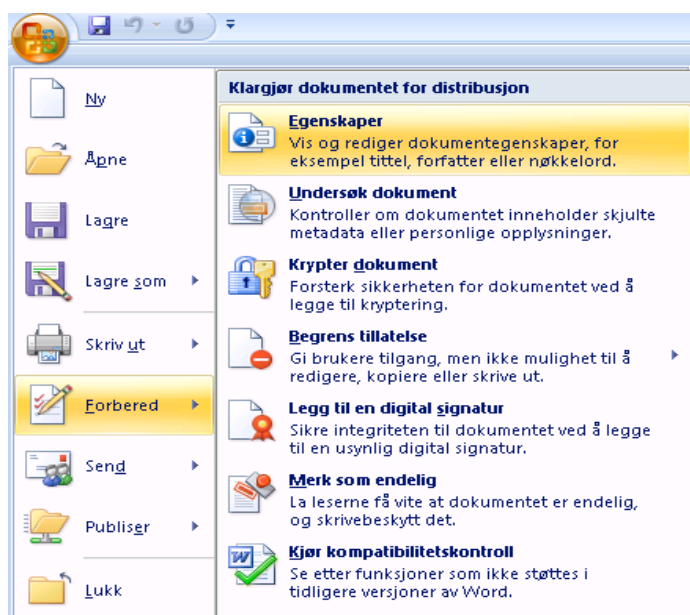 Ny
Åpne
Lagre
Lagre som
Skriv ut
Forbered
Send
Publiser
Lukk
Klargjør dokumentet for distribusjon
Egenskaper
Vis og rediger dokumentegenskaper, for
eksempel tittel, forfatter eller nøkkelord.
Undersøk dokument
Kontroller om dokumentet inneholder skjulte
metadata eller personlige opplysninger.
Krypter dokument
Forsterk sikkerheten for dokumentet ved å
legge til kryptering.
Begrens tillatelse
Gi brukere tilgang, men ikke mulighet til å
redigere, kopiere eller skrive ut.
Legg til en digital signatur
Sikre integriteten til dokumentet ved å legge
til en usynlig digital signatur.
Merk som endelig
La leserne få vite at dokumentet er endelig,
og skrivebeskytt det.
Kjør kompatibilitetskontroll
Se etter funksjoner som ikke støttes i
tidligere versjoner av Word.